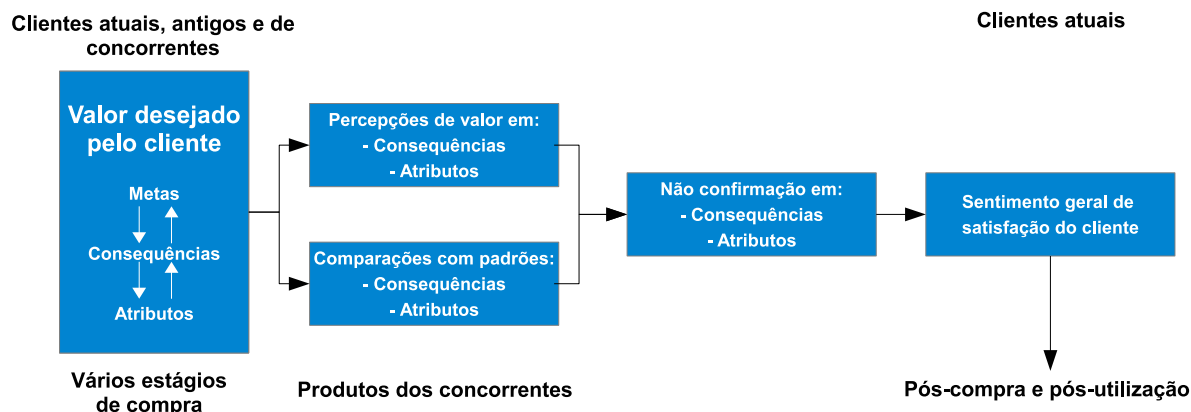 Clientes atuais, antigos e de
concorrentes
Clientes atuais
Valor desejado
pelo cliente
Metas
Consequências
Atributos
Percepções de valor em:
- Consequências
- Atributos
Comparações com padrões:
- Consequências
- Atributos
Não confirmação em:
- Consequências
- Atributos
Sentimento geral de
satisfação do cliente
Vários estágios
de compra
Produtos dos concorrentes
Pós-compra e pós-utilização